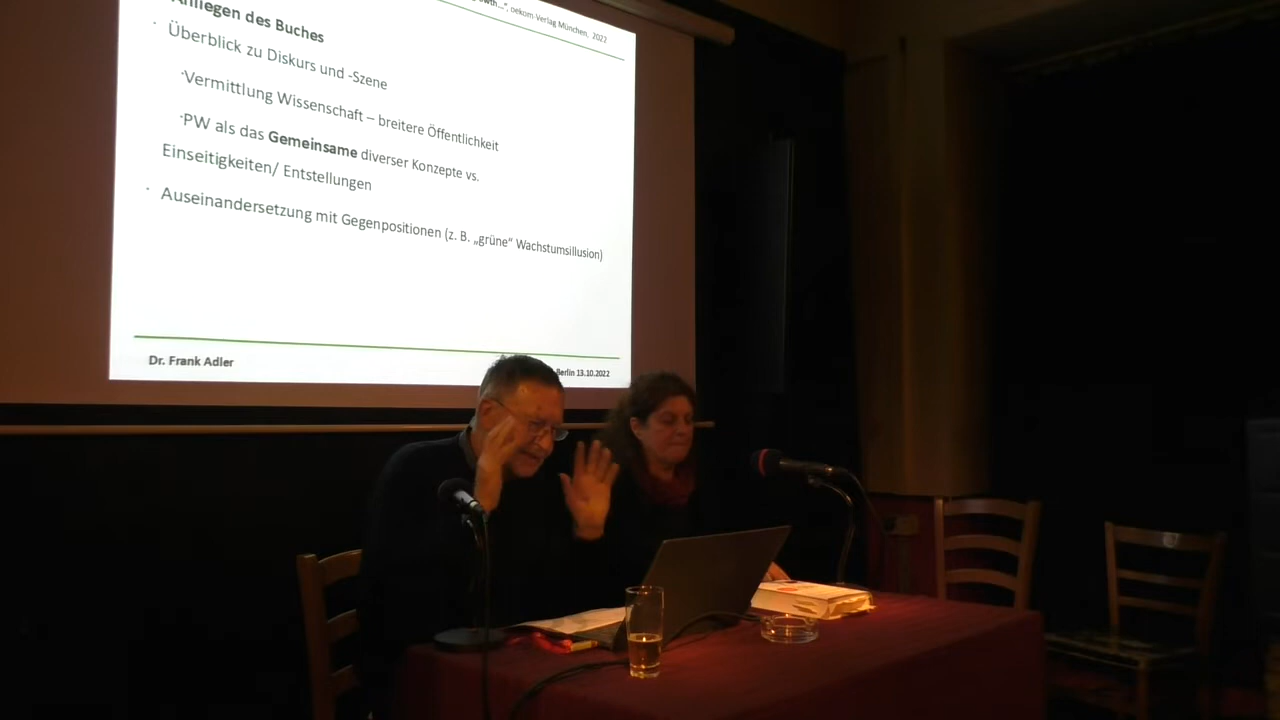 oekom-Verlag München, 2022
Anliegen des Buches
Überblick zu Diskurs und -Szene
Vermittlung Wissenschaft – breitere Öffentlichkeit
PW als das Gemeinsame diverser Konzepte vs.
Einseitigkeiten/ Entstellungen
Auseinandersetzung mit Gegenpositionen (z. B. „grüne“ Wachstumsillusion)
Dr. Frank Adler
Berlin 13.10.2022